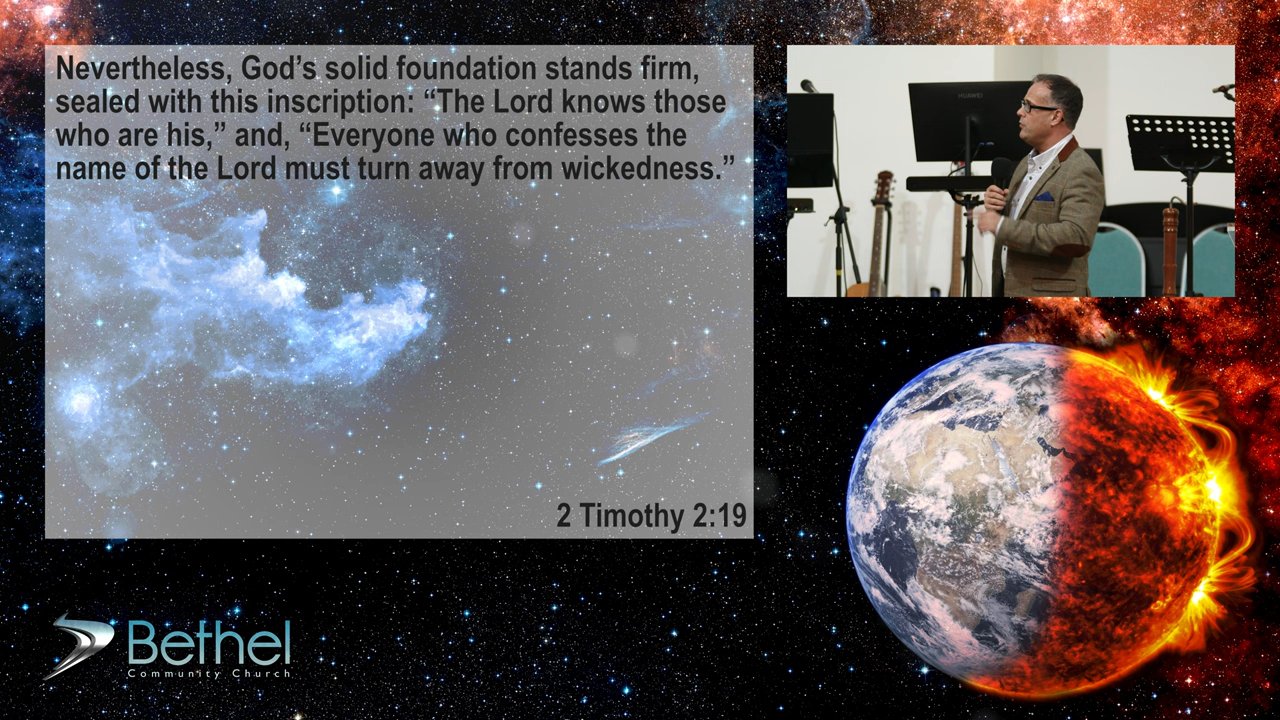 Nevertheless, God’s solid foundation stands firm,
sealed with this inscription: “The Lord knows those
who are his,” and, “Everyone who confesses the
name of the Lord must turn away from wickedness.”
2 Timothy 2:19
HUAWEI
Bethel
Community Church